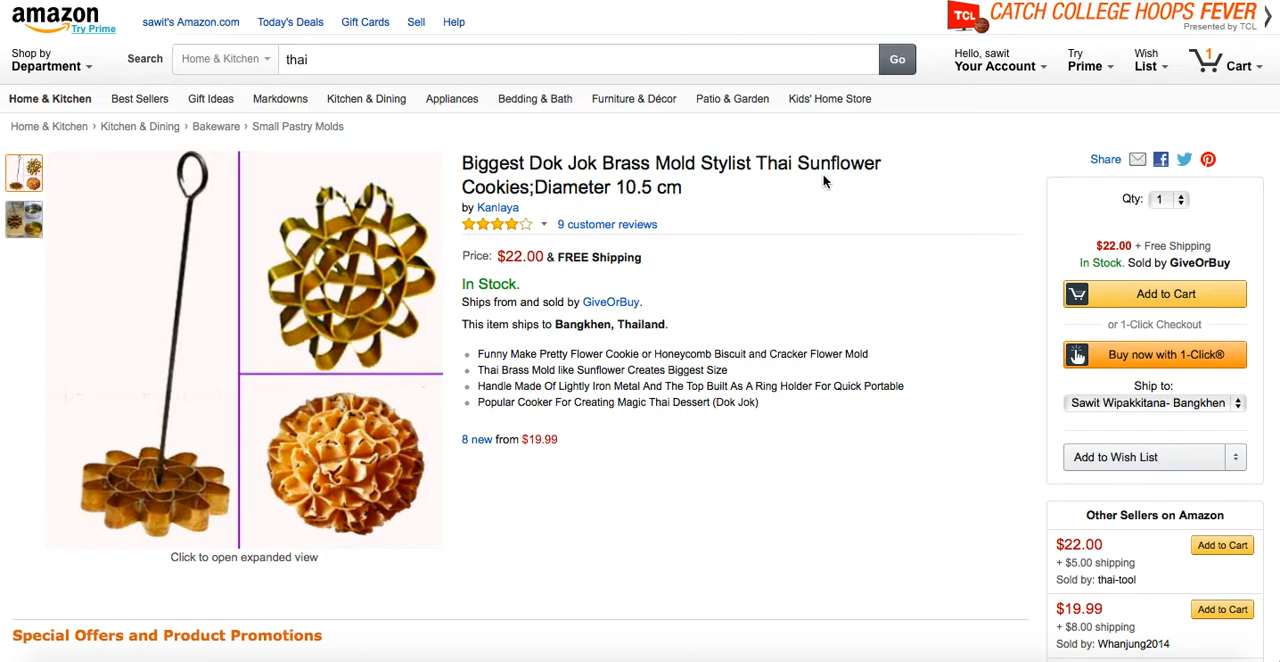 amazon
Try Prime
sawit's Amazon.com
Today's Deals
Gift Cards
Sell
Help
TCL
CATCH COLLEGE HOOPS FEVER
Presented by TCL
Shop by
Department
Search
Home & Kitchen
thai
Go
Hello, sawit
Your Account
Try
Prime
Wish
List
1
Cart
Home & Kitchen
Best Sellers
Gift Ideas
Markdowns
Kitchen & Dining
Appliances
Bedding & Bath
Furniture & Décor
Patio & Garden
Kids' Home Store
Home & Kitchen › Kitchen & Dining › Bakeware › Small Pastry Molds
Biggest Dok Jok Brass Mold Stylist Thai Sunflower
Cookies;Diameter 10.5 cm
by Kanlaya
9 customer reviews
Price: $22.00 & FREE Shipping
In Stock.
Ships from and sold by GiveOrBuy.
This item ships to Bangkhen, Thailand.
Funny Make Pretty Flower Cookie or Honeycomb Biscuit and Cracker Flower Mold
Thai Brass Mold like Sunflower Creates Biggest Size
Handle Made Of Lightly Iron Metal And The Top Built As A Ring Holder For Quick Portable
Popular Cooker For Creating Magic Thai Dessert (Dok Jok)
8 new from $19.99
Click to open expanded view
Share
Qty: 1
$22.00 + Free Shipping
In Stock. Sold by GiveOrBuy
Add to Cart
or 1-Click Checkout
Buy now with 1-Click®
Ship to:
Sawit Wipakkitana- Bangkhen
Add to Wish List
Other Sellers on Amazon
$22.00
Add to Cart
+ $5.00 shipping
Sold by: thai-tool
$19.99
Add to Cart
+ $8.00 shipping
Sold by: Whanjung2014
Special Offers and Product Promotions